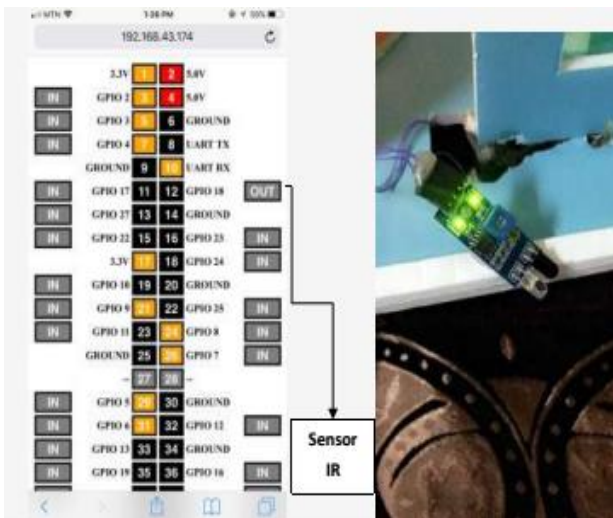 MTN 1:26 PM 55%
192.168.43.174
3.3V 1 2 5.0V
IN GPIO 2 3 4 5.0V
IN GPIO 3 5 6 GROUND
IN GPIO 4 7 8 UART TX
GROUND 9 10 UART RX
IN GPIO 17 11 12 GPIO 18 OUT
IN GPIO 27 13 14 GROUND
IN GPIO 22 15 16 GPIO 23 IN
3.3V 17 18 GPIO 24 IN
IN GPIO 10 19 20 GROUND
IN GPIO 9 21 22 GPIO 25 IN
IN GPIO 11 23 24 GPIO 8 IN
GROUND 25 26 GPIO 7 IN
-- 27 28 --
IN GPIO 5 29 30 GROUND
IN GPIO 6 31 32 GPIO 12 IN
IN GPIO 13 33 34 GROUND
IN GPIO 19 35 36 GPIO 16 IN
Sensor
IR